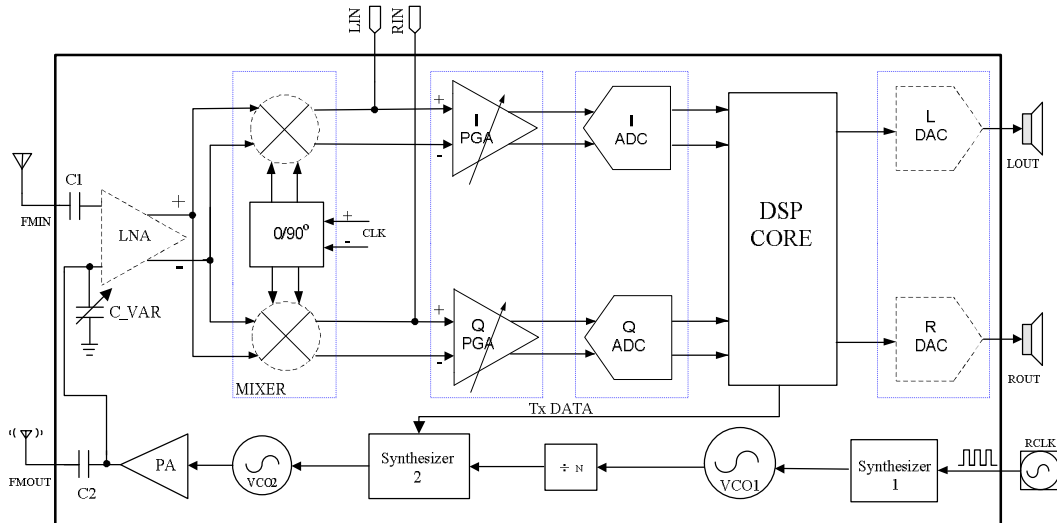 LIN
RIN
+
I
PGA
-
I
ADC
L
DAC
LOUT
C1
FMIN
+
LNA
-
0/90°
+
CLK
-
DSP
CORE
C_VAR
+
Q
PGA
-
Q
ADC
R
DAC
ROUT
MIXER
Tx DATA
FMOUT
C2
PA
VCO2
Synthesizer
2
÷ N
VCO1
Synthesizer
1
RCLK